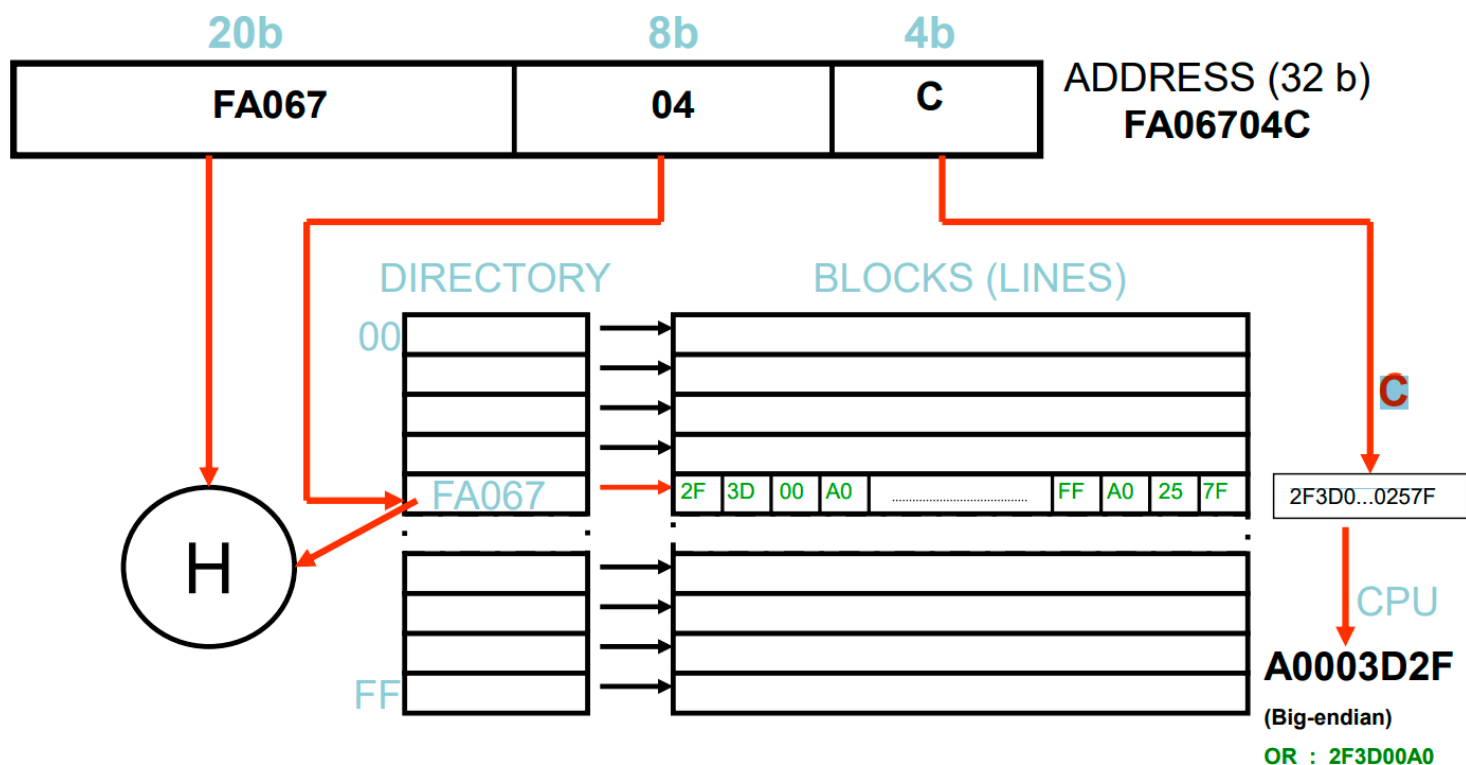 20b 8b 4b
FA067 04 C
ADDRESS (32 b)
FA06704C
DIRECTORY BLOCKS (LINES)
00
C
FA067 2F 3D 00 A0 ........................................ FF A0 25 7F
2F3D0...0257F
H
CPU
FF
A0003D2F
(Big-endian)
OR : 2F3D00A0